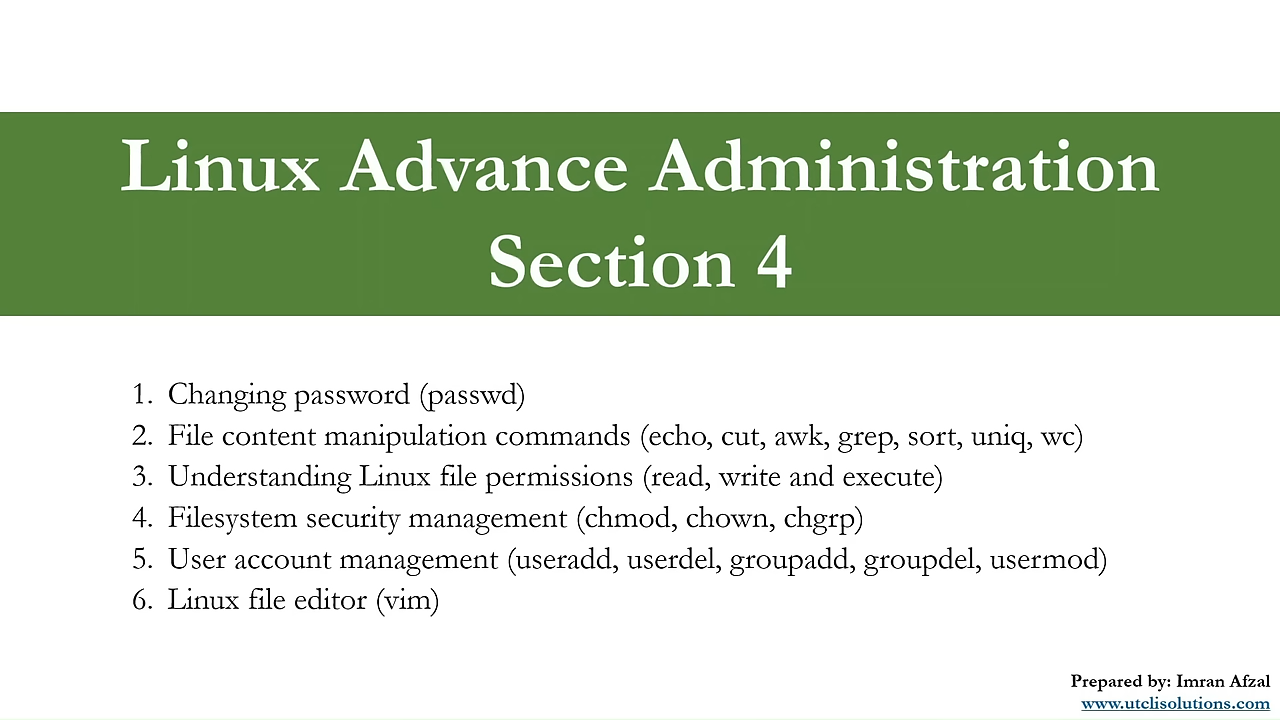 Linux Advance Administration
Section 4
1. Changing password (passwd)
2. File content manipulation commands (echo, cut, awk, grep, sort, uniq, wc)
3. Understanding Linux file permissions (read, write and execute)
4. Filesystem security management (chmod, chown, chgrp)
5. User account management (useradd, userdel, groupadd, groupdel, usermod)
6. Linux file editor (vim)
Prepared by: Imran Afzal
www.utclisolutions.com